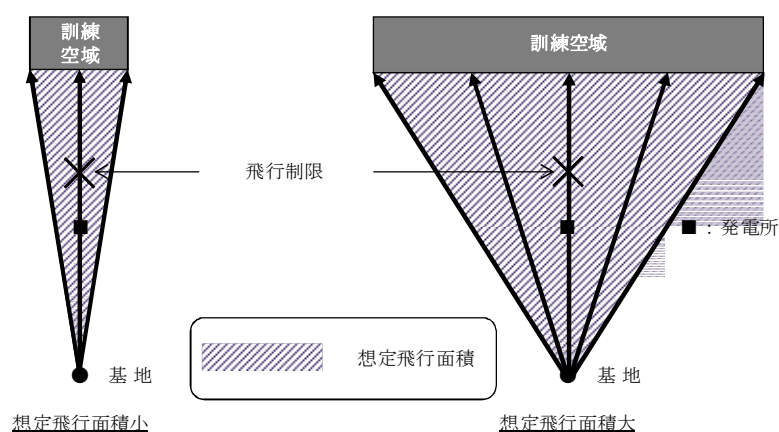 訓練
空域
訓練空域
飛行制限
■:発電所
想定飛行面積
基地
基地
想定飛行面積小
想定飛行面積大